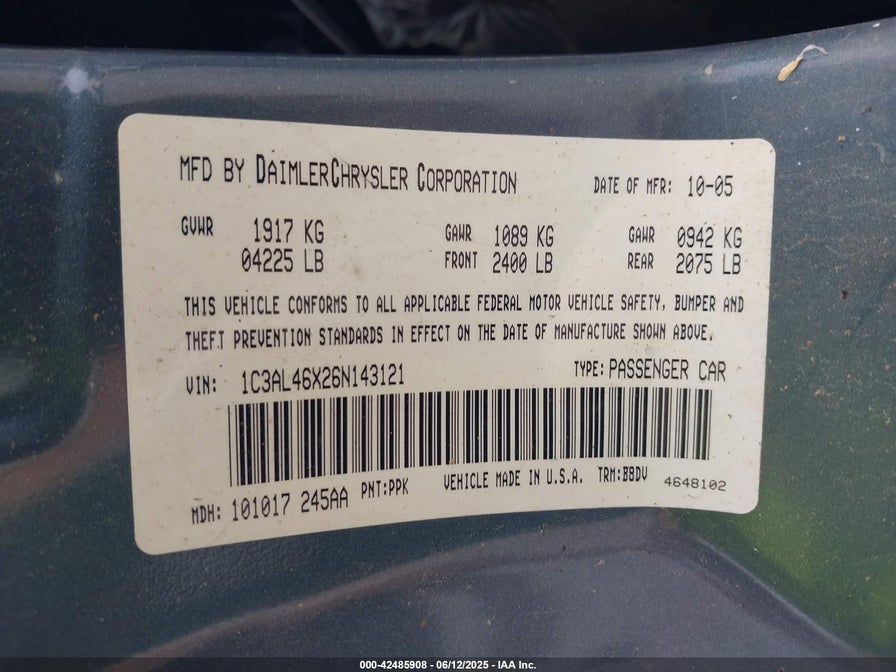 MFD BY DAIMLERCHRYSLER CORPORATION DATE OF MFR: 10-05
GVWR 1917 KG GAWR 1089 KG GAWR 0942 KG
04225 LB FRONT 2400 LB REAR 2075 LB
THIS VEHICLE CONFORMS TO ALL APPLICABLE FEDERAL MOTOR VEHICLE SAFETY, BUMPER AND
THEFT PREVENTION STANDARDS IN EFFECT ON THE DATE OF MANUFACTURE SHOWN ABOVE.
VIN: 1C3AL46X26N143121 TYPE: PASSENGER CAR
MDH: 101017 245AA PNT:PPK VEHICLE MADE IN U.S.A. TRM:B8DV 4648102
000-42485908 - 06/12/2025 - IAA Inc.